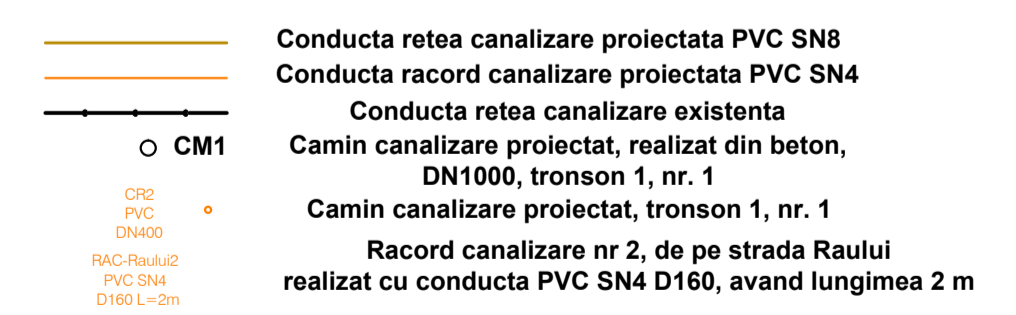 Conducta retea canalizare proiectata PVC SN8
Conducta racord canalizare proiectata PVC SN4
Conducta retea canalizare existenta
CM1 Camin canalizare proiectat, realizat din beton,
DN1000, tronson 1, nr. 1
CR2
PVC
DN400
Camin canalizare proiectat, tronson 1, nr. 1
RAC-Raului2
PVC SN4
D160 L=2m
Racord canalizare nr 2, de pe strada Raului
realizat cu conducta PVC SN4 D160, avand lungimea 2 m